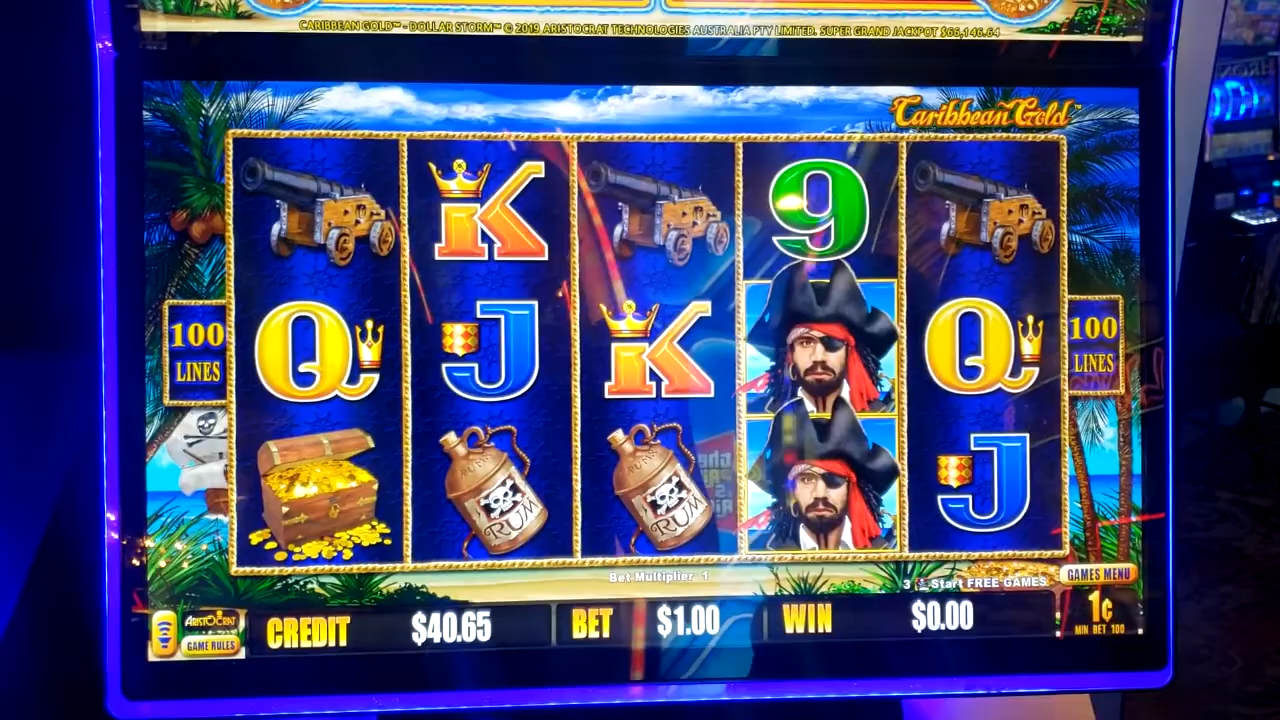 CARIBBEAN GOLD™ - DOLLAR STORM™ © 2019 ARISTOCRAT TECHNOLOGIES AUSTRALIA PTY LIMITED. SUPER GRAND JACKPOT $66,146.64
Caribbean Gold™
K
9
100 LINES
Q
J
K
Q
100 LINES
RUM
RUM
J
Bet Multiplier 1
3 Start FREE GAMES
GAMES MENU
ARISTOCRAT
GAME RULES
CREDIT $40.65 BET $1.00 WIN $0.00
1¢
MIN BET 100